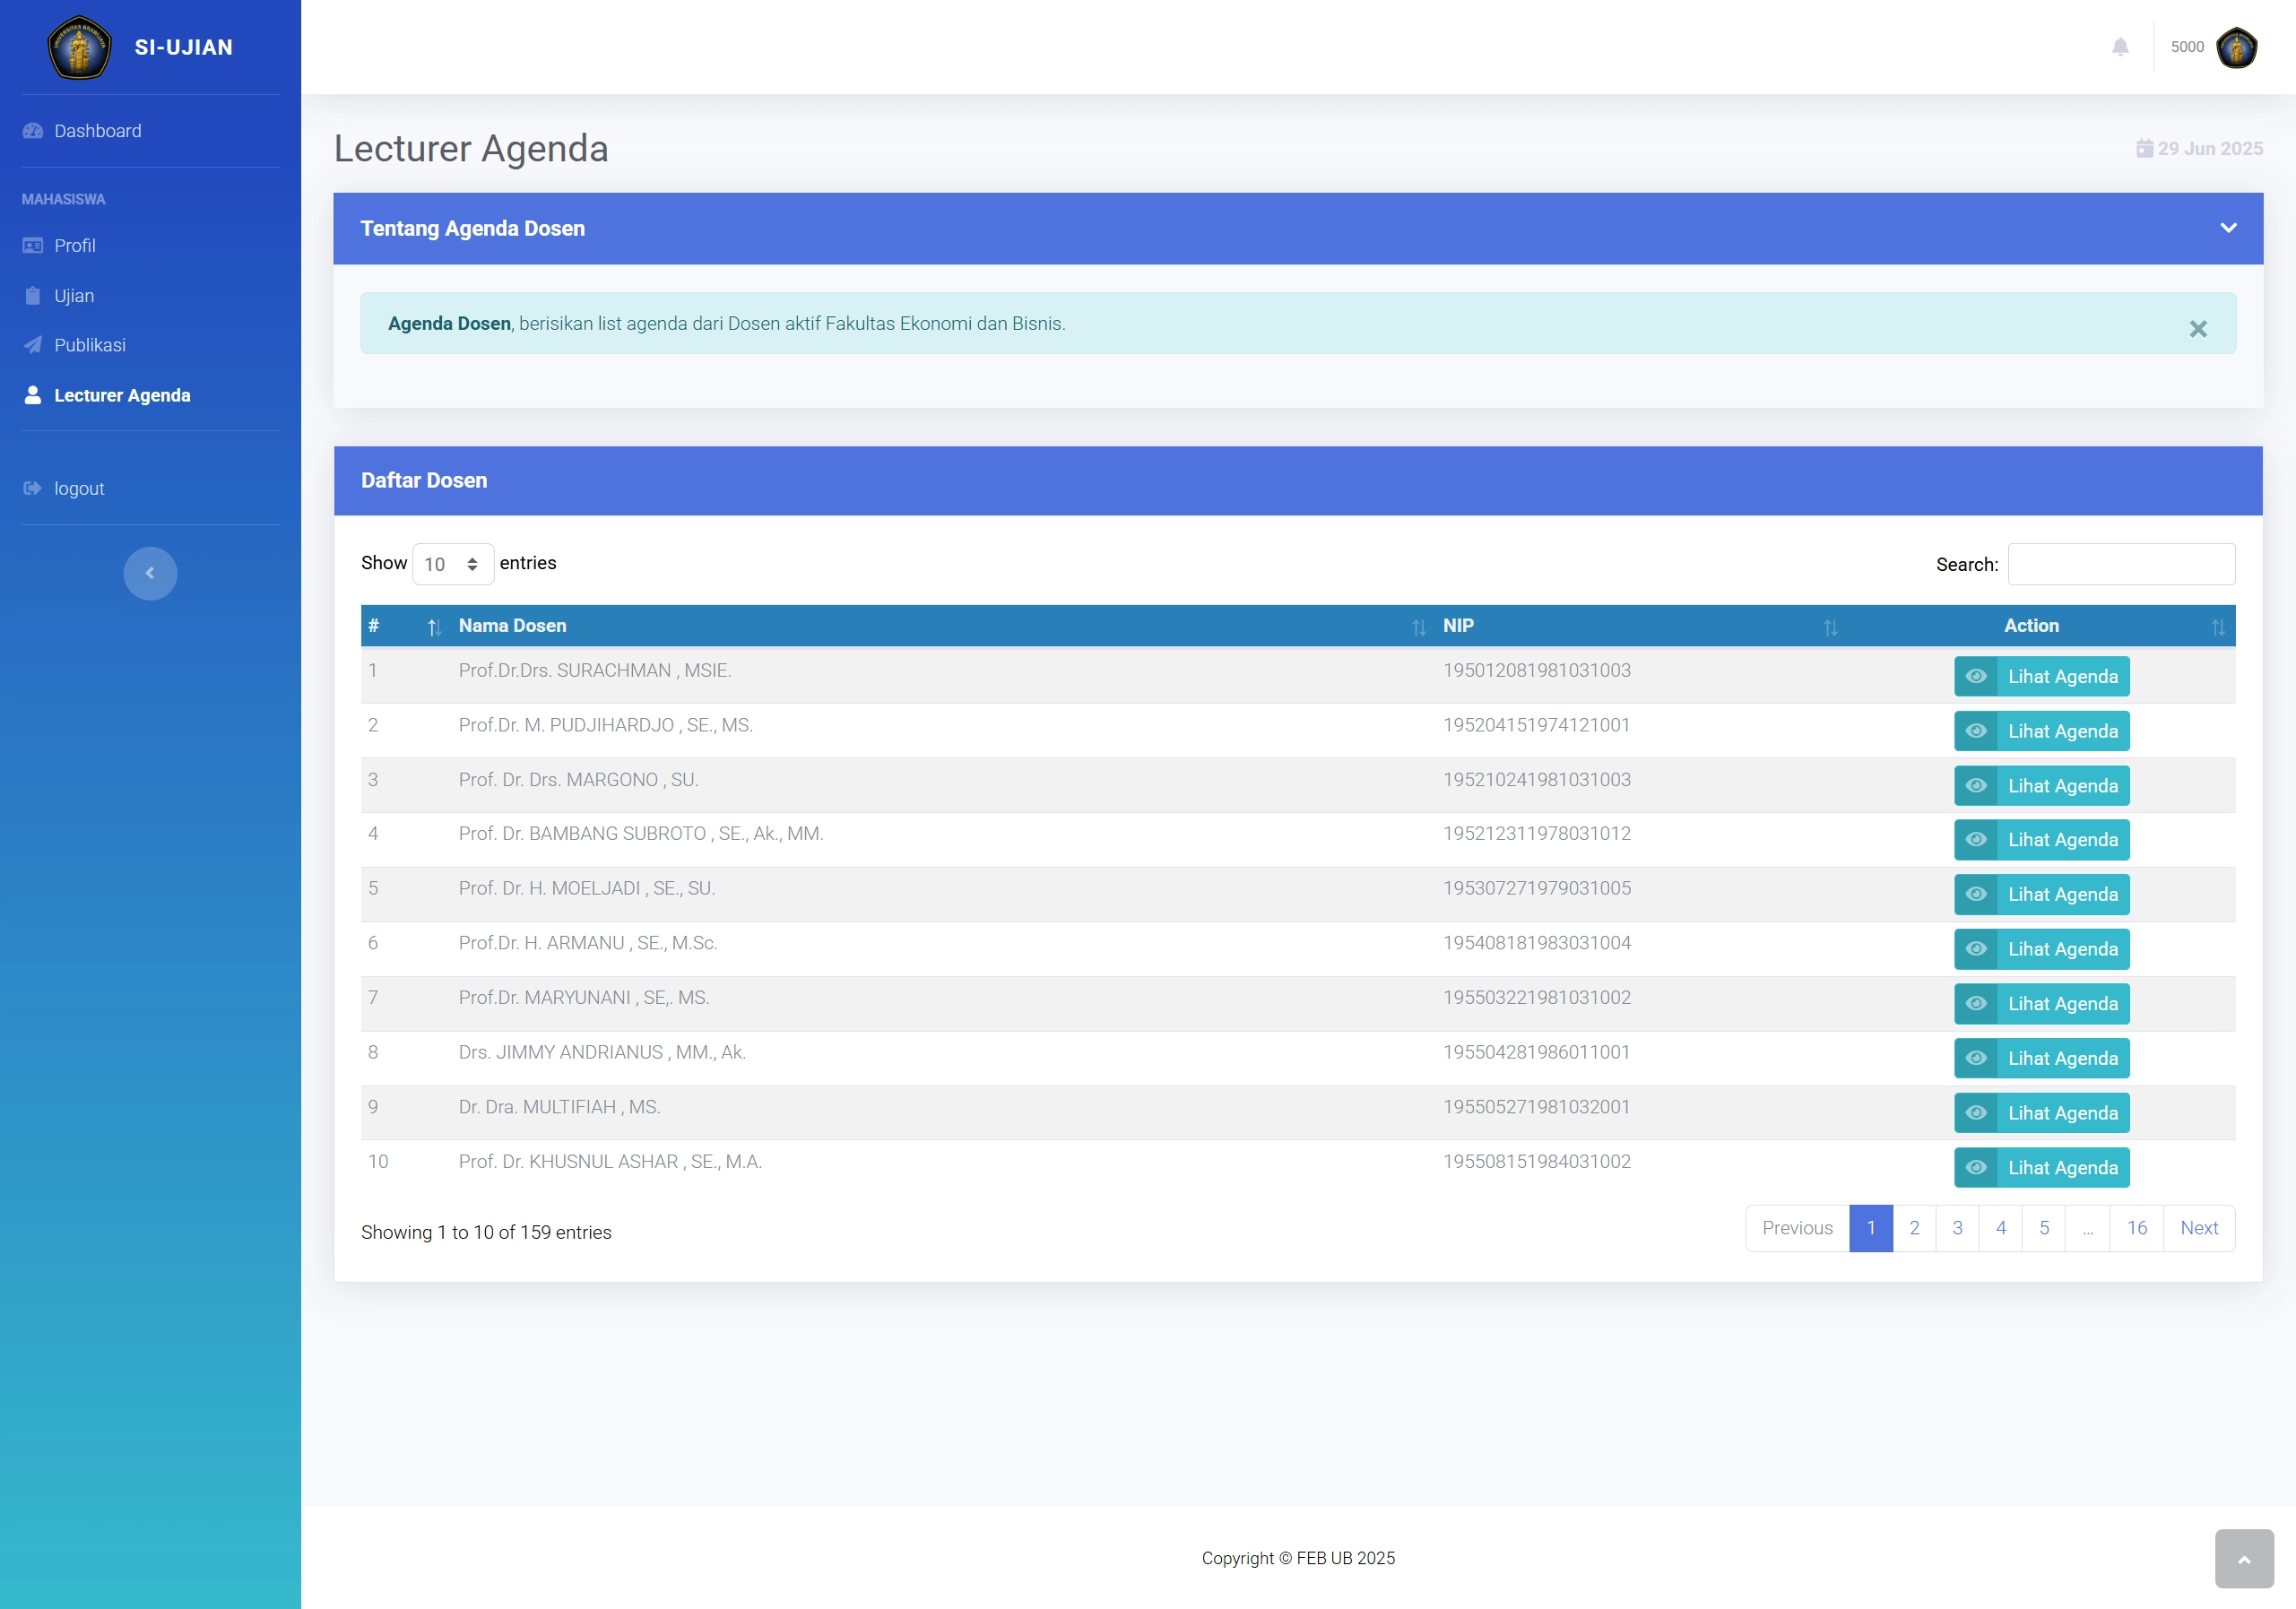 UNIVERSITAS BRAWIJAYA
SI-UJIAN
5000
Dashboard
MAHASISWA
Profil
Ujian
Publikasi
Lecturer Agenda
logout
Lecturer Agenda
29 Jun 2025
Tentang Agenda Dosen
Agenda Dosen, berisikan list agenda dari Dosen aktif Fakultas Ekonomi dan Bisnis.
Daftar Dosen
Show 10 entries
Search:
# Nama Dosen NIP Action
1 Prof.Dr.Drs. SURACHMAN , MSIE. 195012081981031003 Lihat Agenda
2 Prof.Dr. M. PUDJIHARDJO , SE., MS. 195204151974121001 Lihat Agenda
3 Prof. Dr. Drs. MARGONO , SU. 195210241981031003 Lihat Agenda
4 Prof. Dr. BAMBANG SUBROTO , SE., Ak., MM. 195212311978031012 Lihat Agenda
5 Prof. Dr. H. MOELJADI , SE., SU. 195307271979031005 Lihat Agenda
6 Prof.Dr. H. ARMANU , SE., M.Sc. 195408181983031004 Lihat Agenda
7 Prof.Dr. MARYUNANI , SE,. MS. 195503221981031002 Lihat Agenda
8 Drs. JIMMY ANDRIANUS , MM., Ak. 195504281986011001 Lihat Agenda
9 Dr. Dra. MULTIFIAH , MS. 195505271981032001 Lihat Agenda
10 Prof. Dr. KHUSNUL ASHAR , SE., M.A. 195508151984031002 Lihat Agenda
Showing 1 to 10 of 159 entries
Previous 1 2 3 4 5 … 16 Next
Copyright © FEB UB 2025